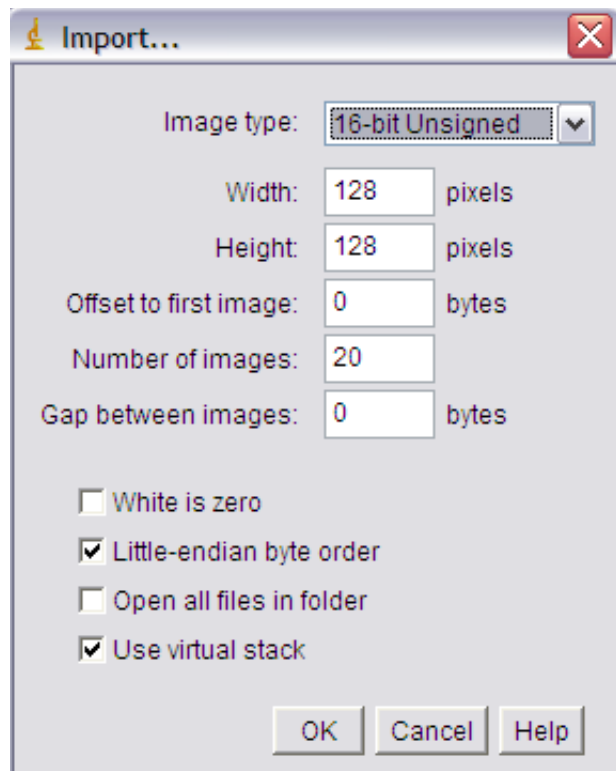 Import...
Image type: 16-bit Unsigned
Width: 128 pixels
Height: 128 pixels
Offset to first image: 0 bytes
Number of images: 20
Gap between images: 0 bytes
White is zero
Little-endian byte order
Open all files in folder
Use virtual stack
OK Cancel Help